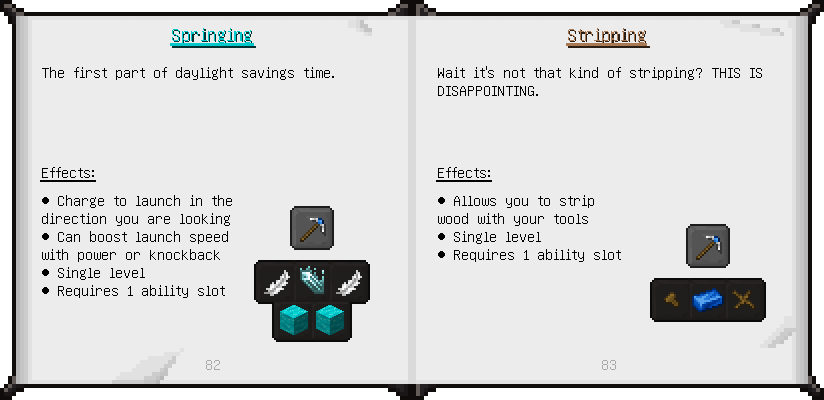 Springing
The first part of daylight savings time.
Effects:
• Charge to launch in the
direction you are looking
• Can boost launch speed
with power or knockback
• Single level
• Requires 1 ability slot
82
Stripping
Wait it's not that kind of stripping? THIS IS
DISAPPOINTING.
Effects:
• Allows you to strip
wood with your tools
• Single level
• Requires 1 ability slot
83